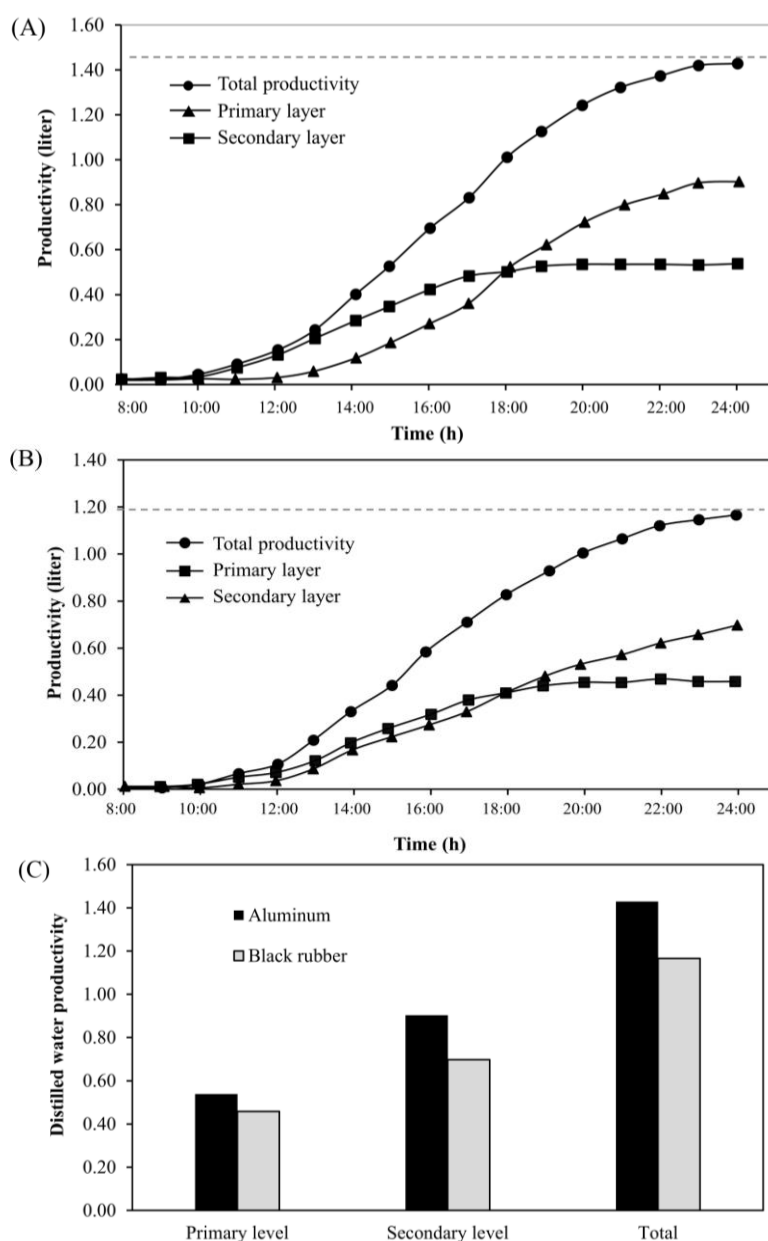 (A)
1.60
1.40
1.20
1.00
0.80
0.60
0.40
0.20
0.00
Productivity (liter)
Total productivity
Primary layer
Secondary layer
8:00 10:00 12:00 14:00 16:00 18:00 20:00 22:00 24:00
Time (h)
(B)
1.40
1.20
1.00
0.80
0.60
0.40
0.20
0.00
Productivity (liter)
Total productivity
Primary layer
Secondary layer
8:00 10:00 12:00 14:00 16:00 18:00 20:00 22:00 24:00
Time (h)
(C)
1.60
1.40
1.20
1.00
0.80
0.60
0.40
0.20
0.00
Distilled water productivity
Aluminum
Black rubber
Primary level Secondary level Total